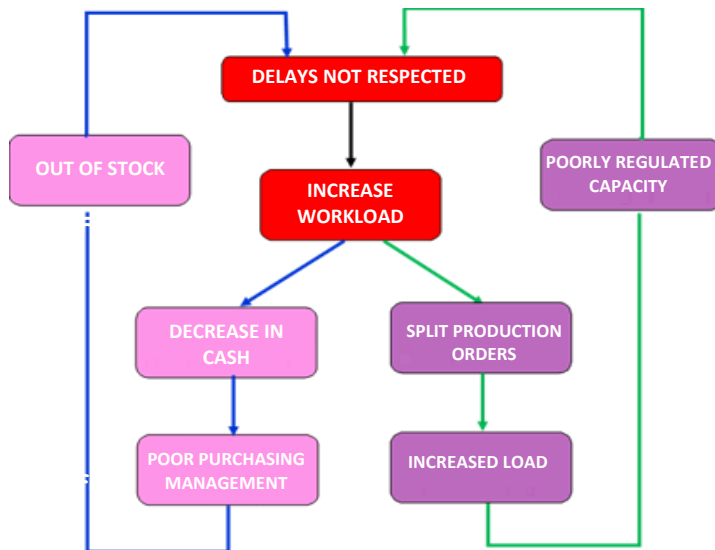 DELAYS NOT RESPECTED
OUT OF STOCK
POORLY REGULATED
CAPACITY
INCREASE
WORKLOAD
DECREASE IN
CASH
SPLIT PRODUCTION
ORDERS
POOR PURCHASING
MANAGEMENT
INCREASED LOAD